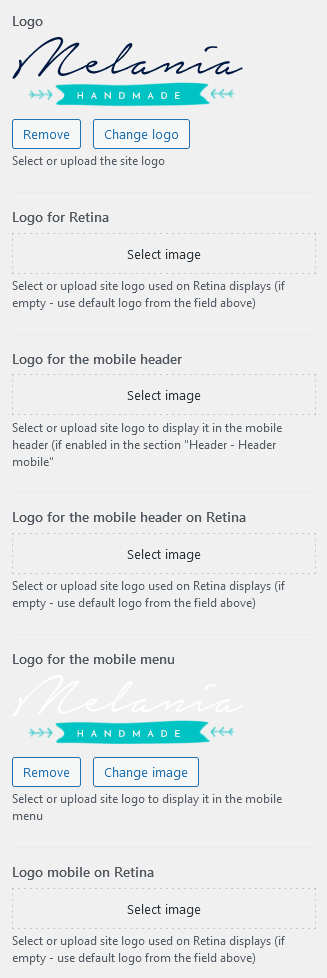 Logo
Melania
HANDMADE
Remove
Change logo
Select or upload the site logo
Logo for Retina
Select image
Select or upload site logo used on Retina displays (if
empty - use default logo from the field above)
Logo for the mobile header
Select image
Select or upload site logo to display it in the mobile
header (if enabled in the section "Header - Header
mobile"
Logo for the mobile header on Retina
Select image
Select or upload site logo used on Retina displays (if
empty - use default logo from the field above)
Logo for the mobile menu
Melania
HANDMADE
Remove
Change image
Select or upload site logo to display it in the mobile
menu
Logo mobile on Retina
Select image
Select or upload site logo used on Retina displays (if
empty - use default logo from the field above)